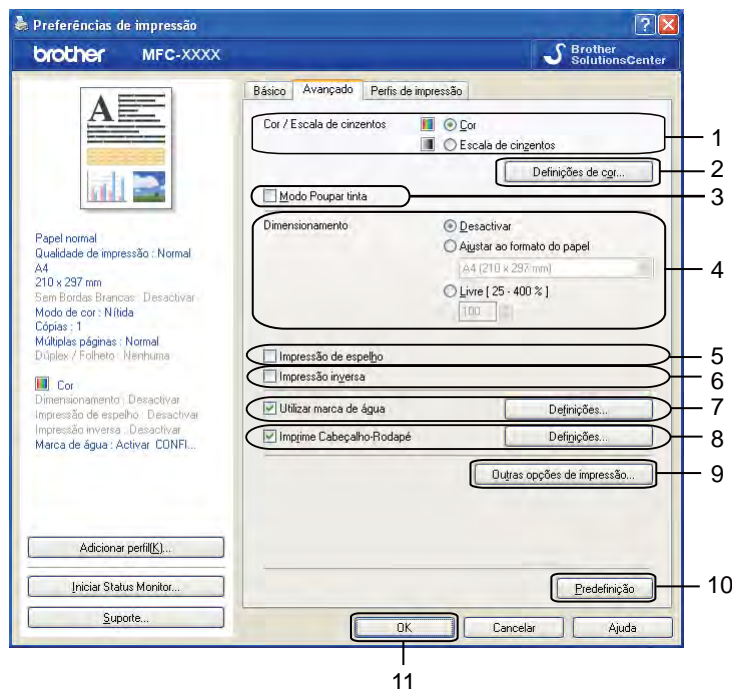 Preferências de impressão
brother MFC-XXXX
Brother
SolutionsCenter
Básico Avançado Perfis de impressão
Cor / Escala de cinzentos Cor 1
Escala de cinzentos
Definições de cor... 2
Modo Poupar tinta 3
Dimensionamento Desactivar
Ajustar ao formato do papel
A4 (210 x 297 mm) 4
Livre [ 25 - 400 % ]
100
Impressão de espelho 5
Impressão inversa 6
Utilizar marca de água Definições... 7
Imprime Cabeçalho-Rodapé Definições... 8
Outras opções de impressão... 9
Predefinição 10
A
Papel normal
Qualidade de impressão : Normal
A4
210 x 297 mm
Sem Bordas Brancas : Desactivar
Modo de cor : Nítida
Cópias : 1
Múltiplas páginas : Normal
Dúplex / Folheto : Nenhuma
Cor
Dimensionamento : Desactivar
Impressão de espelho : Desactivar
Impressão inversa : Desactivar
Marca de água : Activar CONFI...
Adicionar perfil(K)...
Iniciar Status Monitor...
Suporte...
OK Cancelar Ajuda
11